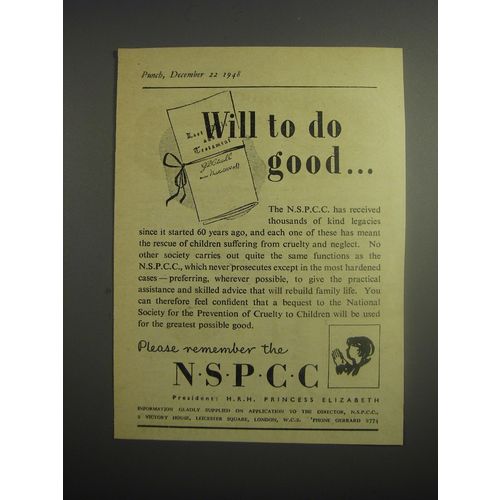 Punch, December 22 1948
Last Will
and
Testament
Will to do
good...
The N.S.P.C.C. has received
thousands of kind legacies
since it started 60 years ago, and each one of these has meant
the rescue of children suffering from cruelty and neglect. No
other society carries out quite the same functions as the
N.S.P.C.C., which never prosecutes except in the most hardened
cases — preferring, wherever possible, to give the practical
assistance and skilled advice that will rebuild family life. You
can therefore feel confident that a bequest to the National
Society for the Prevention of Cruelty to Children will be used
for the greatest possible good.
Please remember the
N·S·P·C·C
President: H.R.H. PRINCESS ELIZABETH
INFORMATION GLADLY SUPPLIED ON APPLICATION TO THE DIRECTOR, N.S.P.C.C.,
VICTORY HOUSE, LEICESTER SQUARE, LONDON, W.C.2. 'PHONE GERRARD 2774